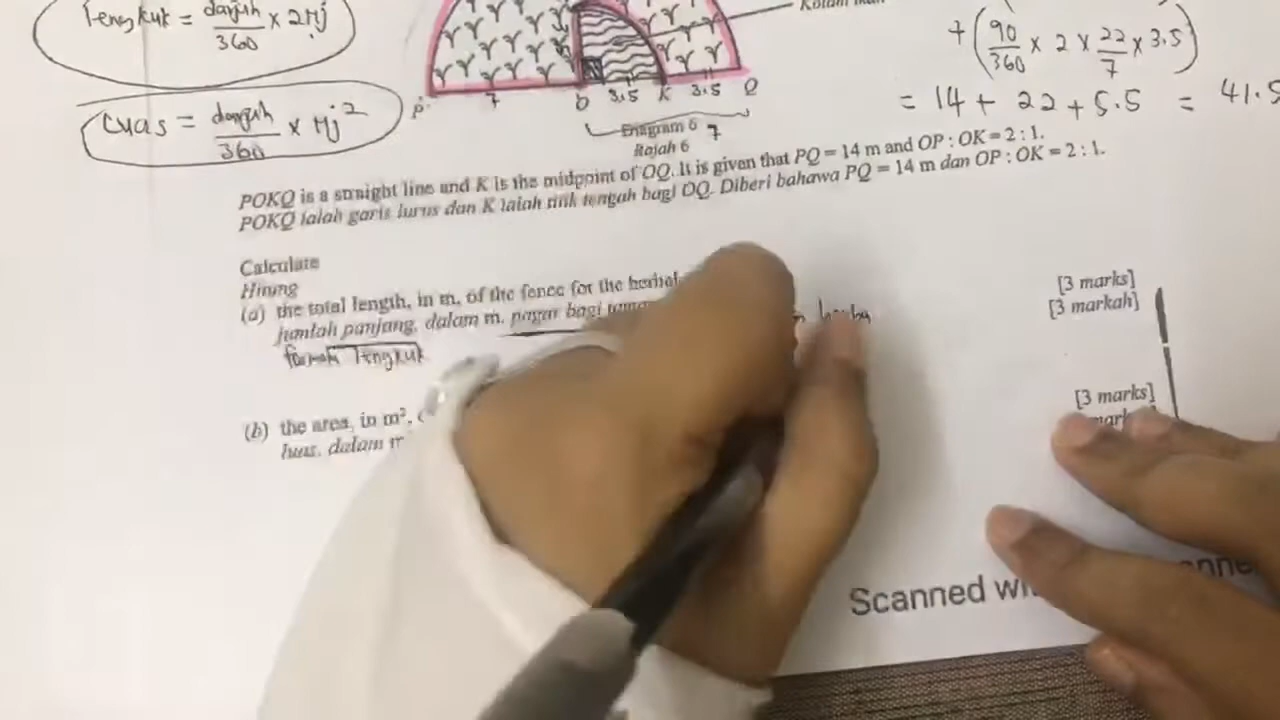 Lengkuk = darjah/360 × 2πj
Luas = darjah/360 × πj²
+ (90/360 × 2 × 22/7 × 3.5)
= 14 + 22 + 5.5 = 41.5
P 7 O 3.5 K 3.5 Q
7
Diagram 6
Rajah 6
POKQ is a straight line and K is the midpoint of OQ. It is given that PQ = 14 m and OP : OK = 2 : 1.
POKQ ialah garis lurus dan K ialah titik tengah bagi OQ. Diberi bahawa PQ = 14 m dan OP : OK = 2 : 1.
Calculate
Hitung
(a) the total length, in m, of the fence for the herbal
[3 marks]
jumlah panjang, dalam m, pagar bagi
[3 markah]
lengkuk
(b) the area, in m²,
[3 marks]
luas, dalam
Scanned